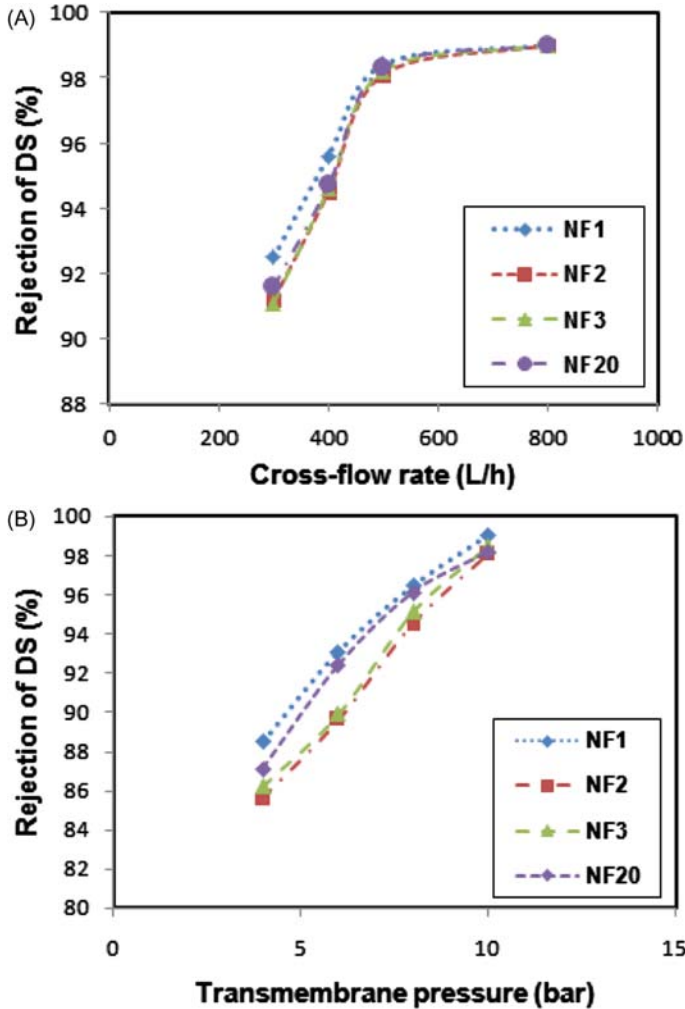 (A)
100
98
96
94
92
90
88
Rejection of DS (%)
NF1
NF2
NF3
NF20
0 200 400 600 800 1000
Cross-flow rate (L/h)
(B)
100
98
96
94
92
90
88
86
84
82
80
Rejection of DS (%)
NF1
NF2
NF3
NF20
0 5 10 15
Transmembrane pressure (bar)